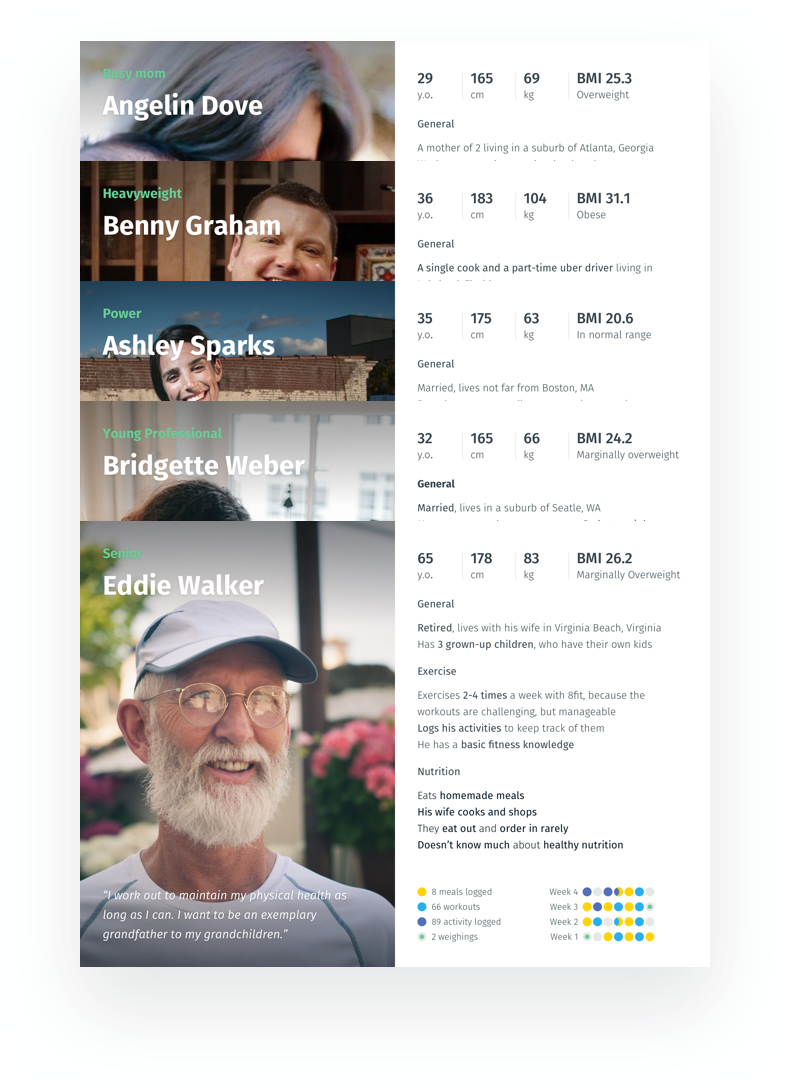 Busy mom
Angelin Dove
29
165
69
BMI 25.3
y.o.
cm
kg
Overweight
General
A mother of 2 living in a suburb of Atlanta, Georgia
Heavyweight
Benny Graham
36
183
104
BMI 31.1
y.o.
cm
kg
Obese
General
A single cook and a part-time uber driver living in
Power
Ashley Sparks
35
175
63
BMI 20.6
y.o.
cm
kg
In normal range
General
Married, lives not far from Boston, MA
Young Professional
Bridgette Weber
32
165
66
BMI 24.2
y.o.
cm
kg
Marginally overweight
General
Married, lives in a suburb of Seatle, WA
Senior
Eddie Walker
“I work out to maintain my physical health as
long as I can. I want to be an exemplary
grandfather to my grandchildren.”
65
178
83
BMI 26.2
y.o.
cm
kg
Marginally Overweight
General
Retired, lives with his wife in Virginia Beach, Virginia
Has 3 grown-up children, who have their own kids
Exercise
Exercises 2-4 times a week with 8fit, because the
workouts are challenging, but manageable
Logs his activities to keep track of them
He has a basic fitness knowledge
Nutrition
Eats homemade meals
His wife cooks and shops
They eat out and order in rarely
Doesn’t know much about healthy nutrition
8 meals logged
66 workouts
89 activity logged
2 weighings
Week 4
Week 3
Week 2
Week 1